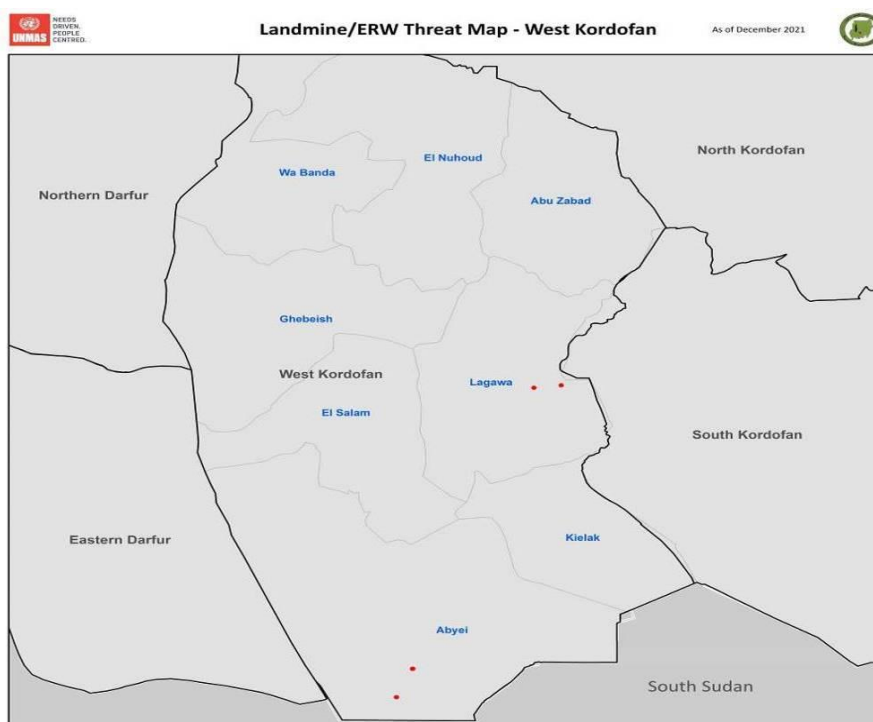 UNMAS
NEEDS
DRIVEN.
PEOPLE
CENTRED.
Landmine/ERW Threat Map - West Kordofan
As of December 2021
North Kordofan
El Nuhoud
Wa Banda
Northern Darfur
Abu Zabad
Ghebeish
West Kordofan
Lagawa
El Salam
South Kordofan
Eastern Darfur
Kielak
Abyei
South Sudan